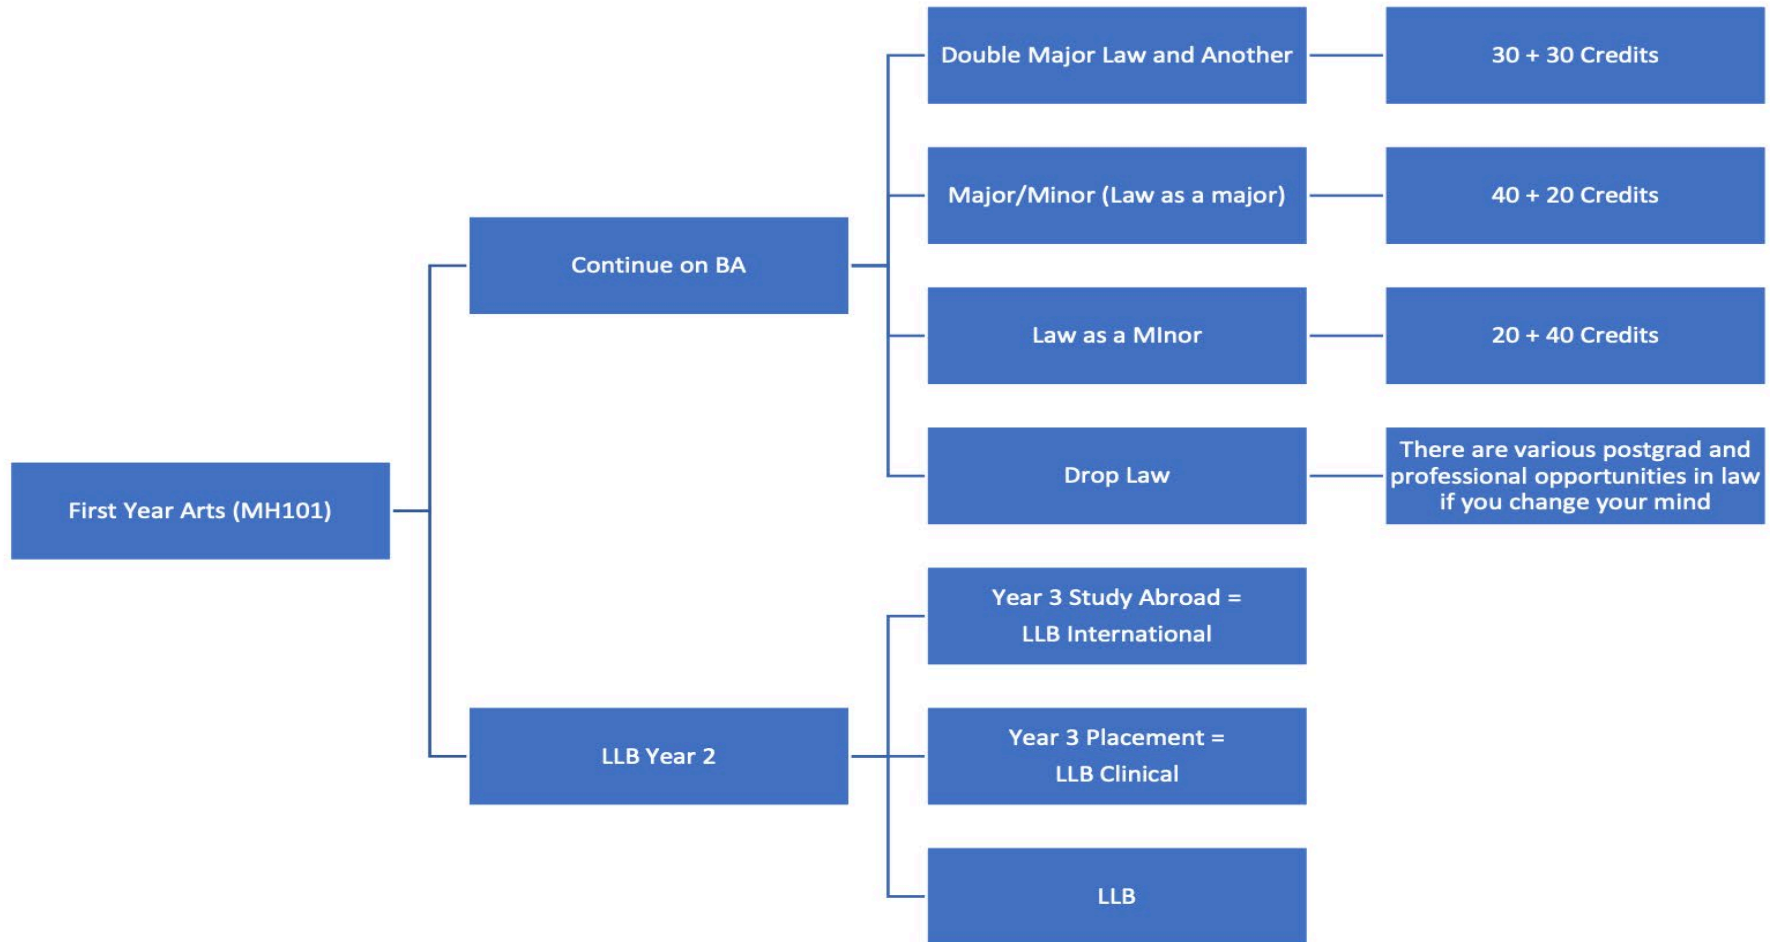 Double Major Law and Another
30 + 30 Credits
Major/Minor (Law as a major)
40 + 20 Credits
Continue on BA
Law as a MInor
20 + 40 Credits
Drop Law
There are various postgrad and
professional opportunities in law
if you change your mind
First Year Arts (MH101)
Year 3 Study Abroad =
LLB International
LLB Year 2
Year 3 Placement =
LLB Clinical
LLB